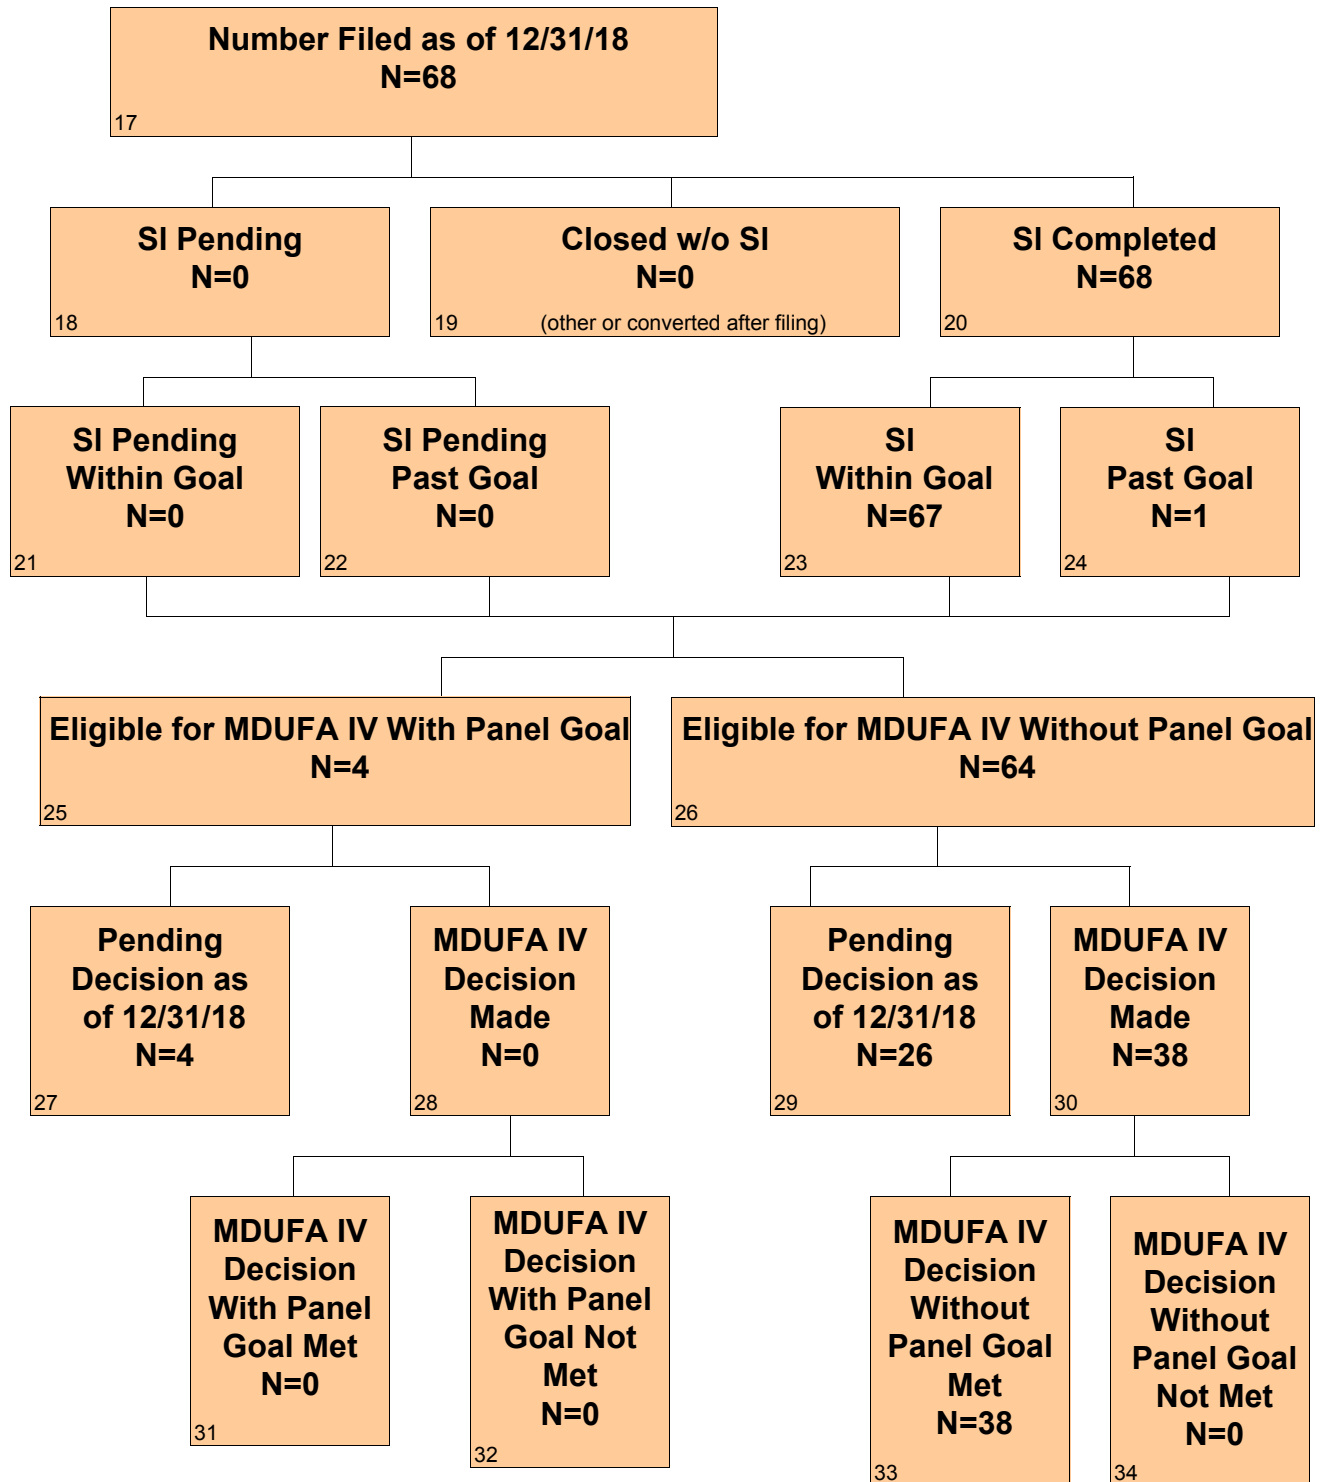 Number Filed as of 12/31/18
N=68
17
SI Pending
N=0
18
Closed w/o SI
N=0
19
(other or converted after filing)
SI Completed
N=68
20
SI Pending
Within Goal
N=0
21
SI Pending
Past Goal
N=0
22
SI
Within Goal
N=67
23
SI
Past Goal
N=1
24
Eligible for MDUFA IV With Panel Goal
N=4
25
Eligible for MDUFA IV Without Panel Goal
N=64
26
Pending
Decision as
of 12/31/18
N=4
27
MDUFA IV
Decision
Made
N=0
28
Pending
Decision as
of 12/31/18
N=26
29
MDUFA IV
Decision
Made
N=38
30
MDUFA IV
Decision
With Panel
Goal Met
N=0
31
MDUFA IV
Decision
With Panel
Goal Not
Met
N=0
32
MDUFA IV
Decision
Without
Panel Goal
Met
N=38
33
MDUFA IV
Decision
Without
Panel Goal
Not Met
N=0
34